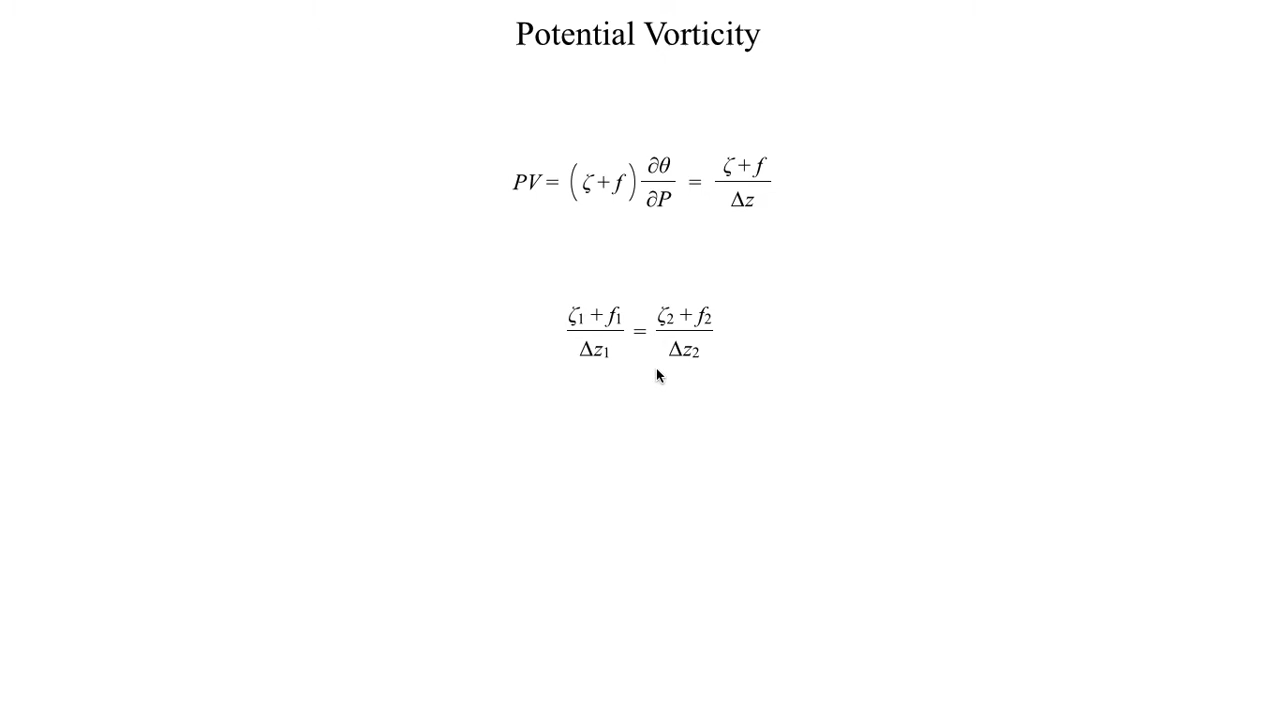 Potential Vorticity
PV = (ζ + f) ∂θ/∂P = (ζ + f)/Δz
(ζ₁ + f₁)/Δz₁ = (ζ₂ + f₂)/Δz₂